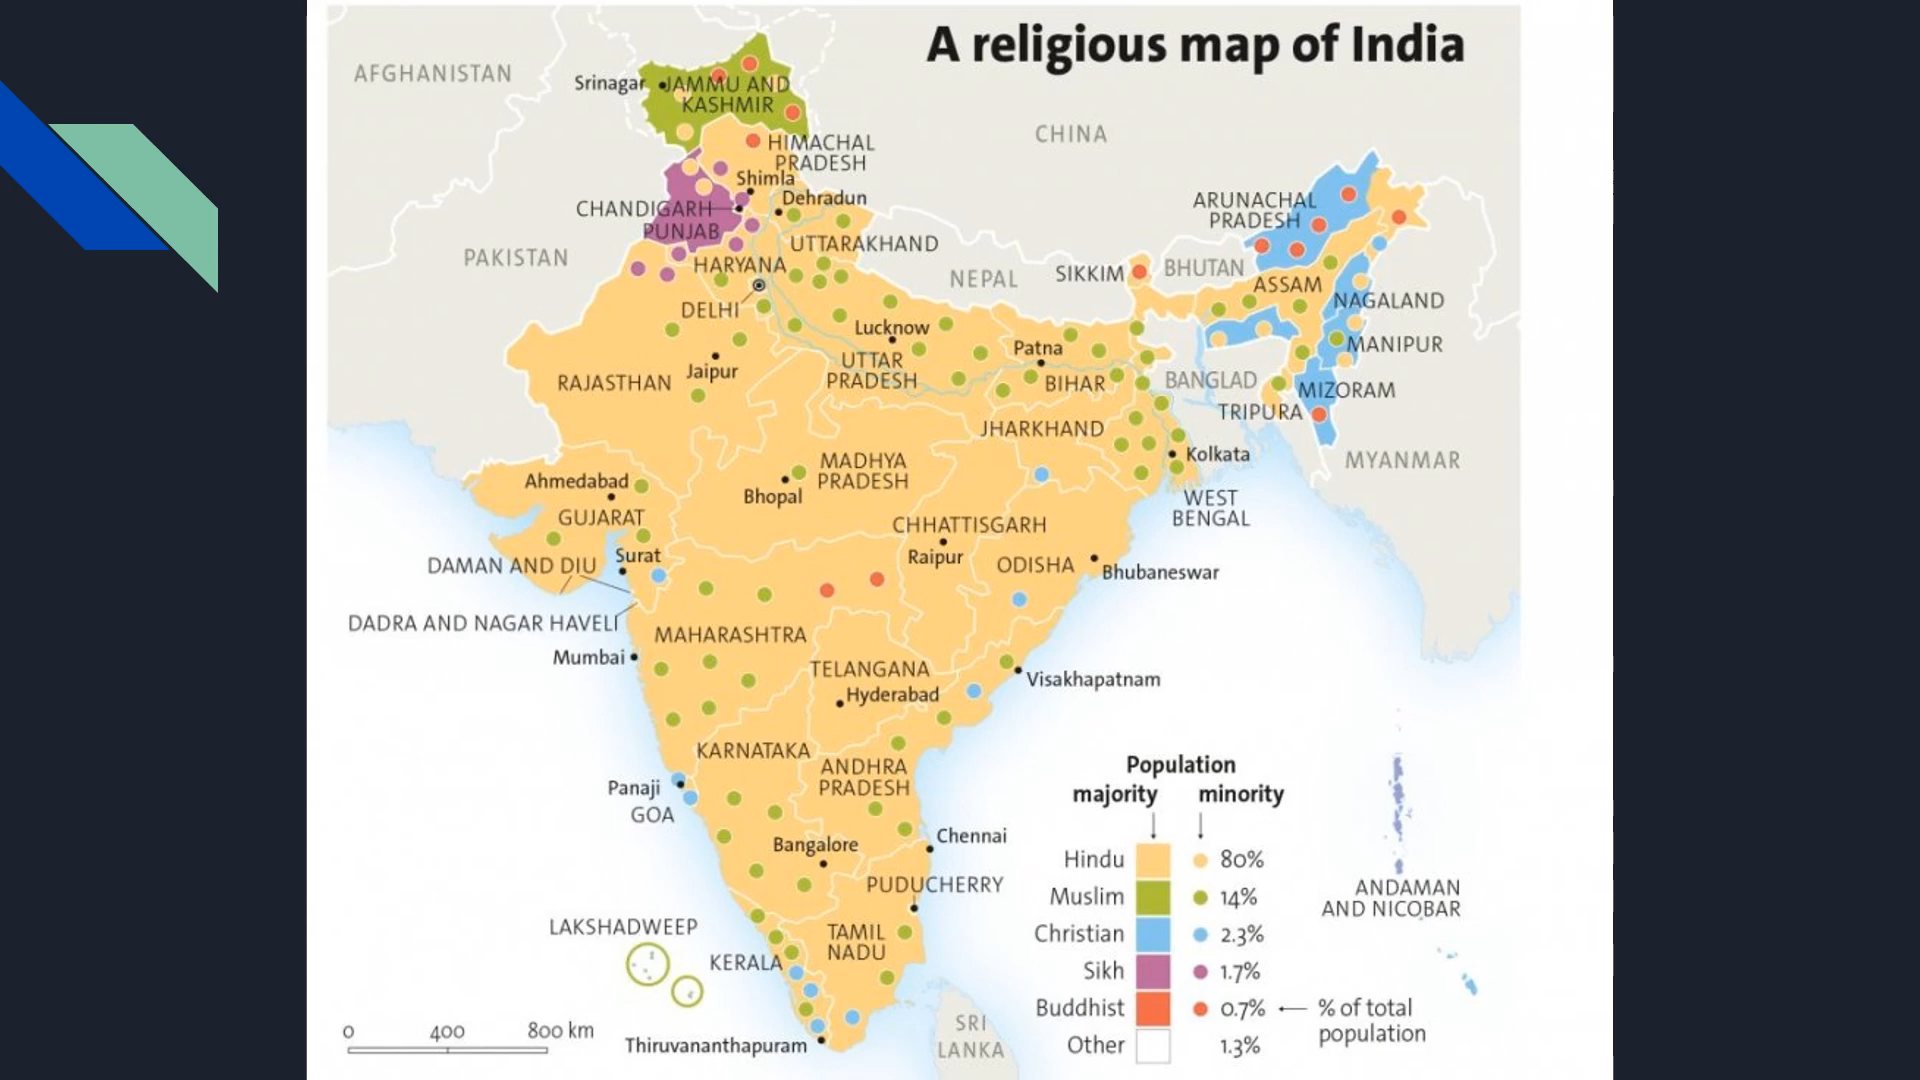 A religious map of India
AFGHANISTAN
Srinagar
JAMMU AND
KASHMIR
CHINA
HIMACHAL
PRADESH
Shimla
Dehradun
CHANDIGARH
PUNJAB
ARUNACHAL
PRADESH
UTTARAKHAND
PAKISTAN
HARYANA
NEPAL
SIKKIM
BHUTAN
ASSAM
NAGALAND
DELHI
Lucknow
MANIPUR
Patna
Jaipur
UTTAR
PRADESH
RAJASTHAN
BIHAR
BANGLAD
MIZORAM
TRIPURA
JHARKHAND
Kolkata
MYANMAR
MADHYA
PRADESH
Ahmedabad
Bhopal
WEST
BENGAL
GUJARAT
CHHATTISGARH
Raipur
Surat
DAMAN AND DIU
ODISHA
Bhubaneswar
DADRA AND NAGAR HAVELI
MAHARASHTRA
Mumbai
TELANGANA
Hyderabad
Visakhapatnam
KARNATAKA
ANDHRA
PRADESH
Panaji
GOA
Chennai
Bangalore
PUDUCHERRY
LAKSHADWEEP
TAMIL
NADU
KERALA
ANDAMAN
AND NICOBAR
SRI
LANKA
Thiruvananthapuram
0 400 800 km
Population
majority minority
Hindu 80%
Muslim 14%
Christian 2.3%
Sikh 1.7%
Buddhist 0.7% % of total
population
Other 1.3%